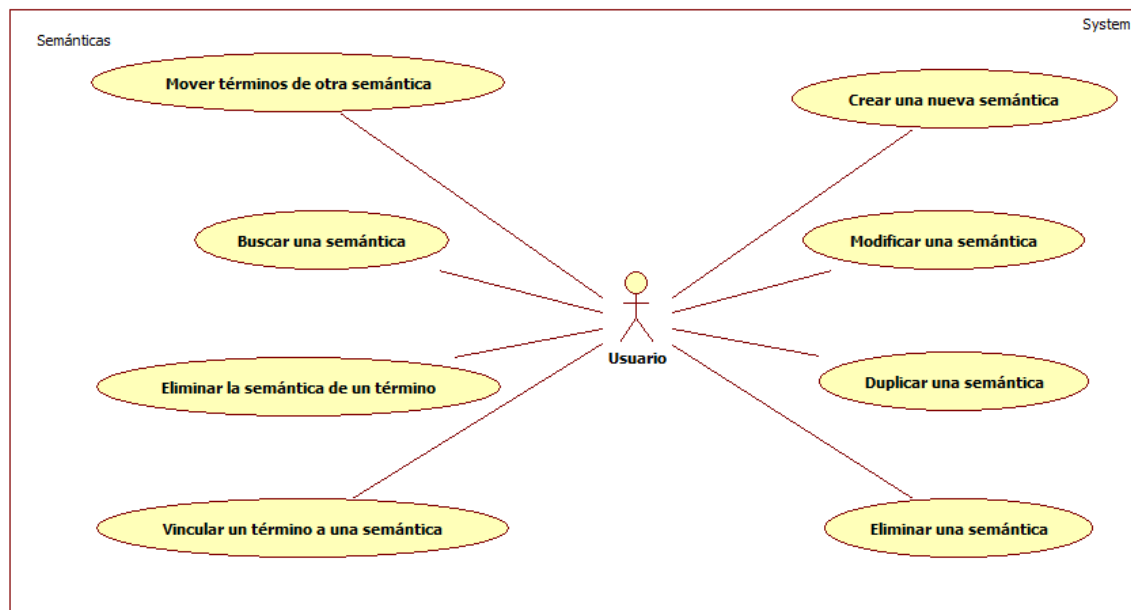 System
Semánticas
Mover términos de otra semántica
Crear una nueva semántica
Buscar una semántica
Modificar una semántica
Usuario
Eliminar la semántica de un término
Duplicar una semántica
Vincular un término a una semántica
Eliminar una semántica